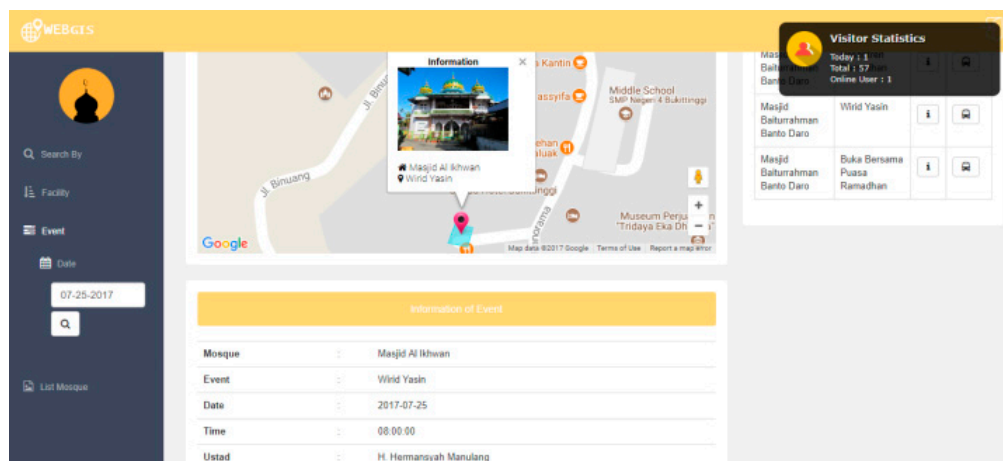 WEBGIS
Visitor Statistics
Today : 1
Total : 57
Online User : 1
Search By
Facility
Event
Date
07-25-2017
List Mosque
Information
×
Masjid Al Ikhwan
Wirid Yasin
Kantin
assyifa
Middle School
SMP Negeri 4 Bukittinggi
Jl. Binuang
Museum
"Tridaya Eka
Google
Map data ©2017 Google
Terms of Use
Report a map error
+
−
Banto Daro
Masjid
Baiturrahman
Banto Daro
Wirid Yasin
i
Masjid
Baiturrahman
Banto Daro
Buka Bersama
Puasa
Ramadhan
i
Information of Event
Mosque : Masjid Al Ikhwan
Event : Wirid Yasin
Date : 2017-07-25
Time : 08:00:00
Ustad : H. Hermansyah Manulang